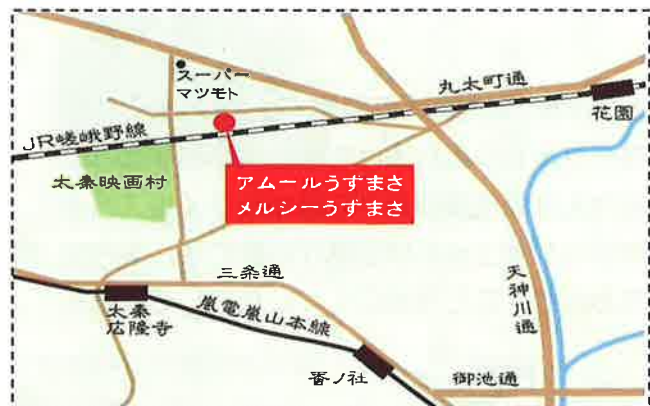 スーパー
マツモト
丸太町通
花園
JR嵯峨野線
太秦映画村
アムールうずまさ
メルシーうずまさ
三条通
天神川通
太秦
広隆寺
嵐電嵐山本線
番ノ社
御池通